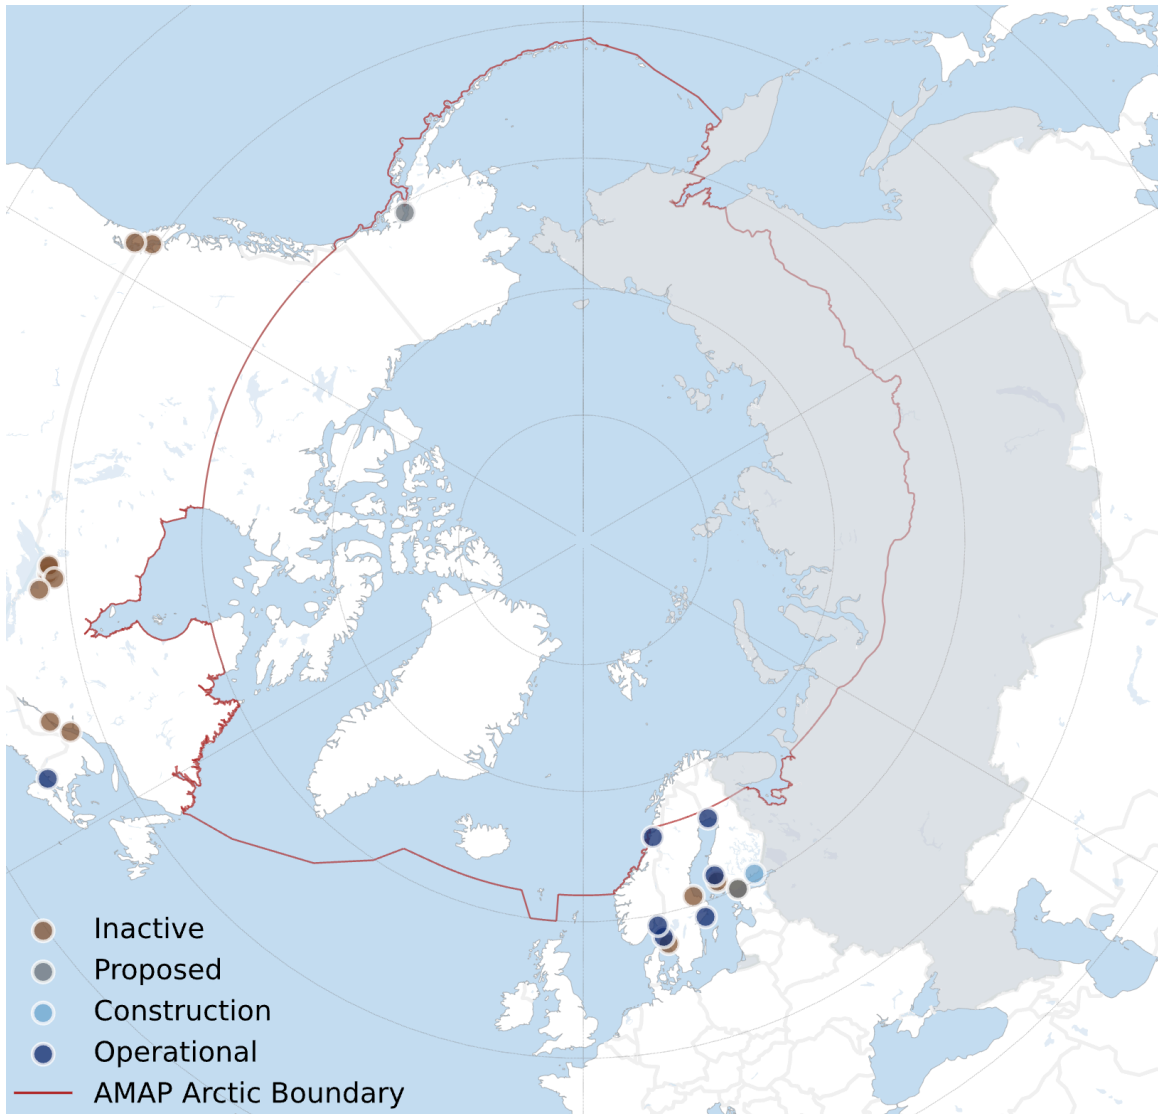 Inactive
Proposed
Construction
Operational
AMAP Arctic Boundary